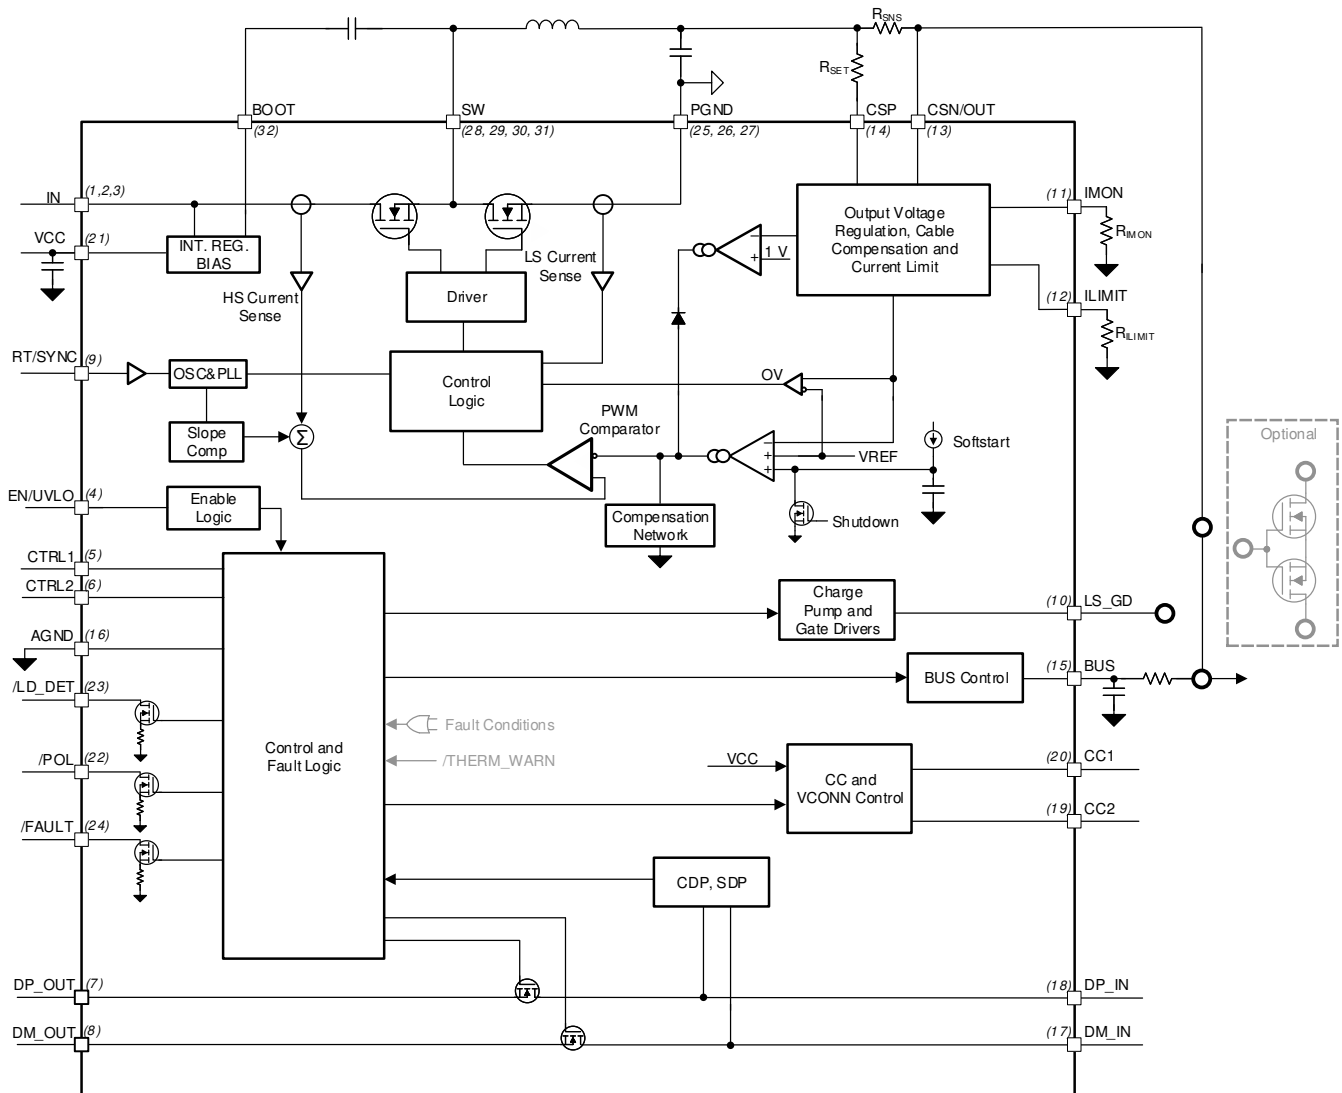 R_SNS
R_SET
BOOT
(32)
SW
(28, 29, 30, 31)
PGND
(25, 26, 27)
CSP
(14)
CSN/OUT
(13)
IN
(1,2,3)
VCC
(21)
INT. REG.
BIAS
HS Current
Sense
Driver
LS Current
Sense
1 V
-
+
Output Voltage
Regulation, Cable
Compensation and
Current Limit
(11)
IMON
R_IMON
(12)
ILIMIT
R_ILIMIT
RT/SYNC
(9)
OSC&PLL
Slope
Comp
Σ
Control
Logic
OV
PWM
Comparator
-
+
+
VREF
Softstart
Shutdown
Compensation
Network
Optional
EN/UVLO
(4)
Enable
Logic
CTRL1
(5)
CTRL2
(6)
AGND
(16)
/LD_DET
(23)
/POL
(22)
/FAULT
(24)
Control and
Fault Logic
Charge
Pump and
Gate Drivers
(10)
LS_GD
BUS Control
(15)
BUS
Fault Conditions
/THERM_WARN
VCC
CC and
VCONN Control
(20)
CC1
(19)
CC2
CDP, SDP
DP_OUT
(7)
(18)
DP_IN
DM_OUT
(8)
(17)
DM_IN